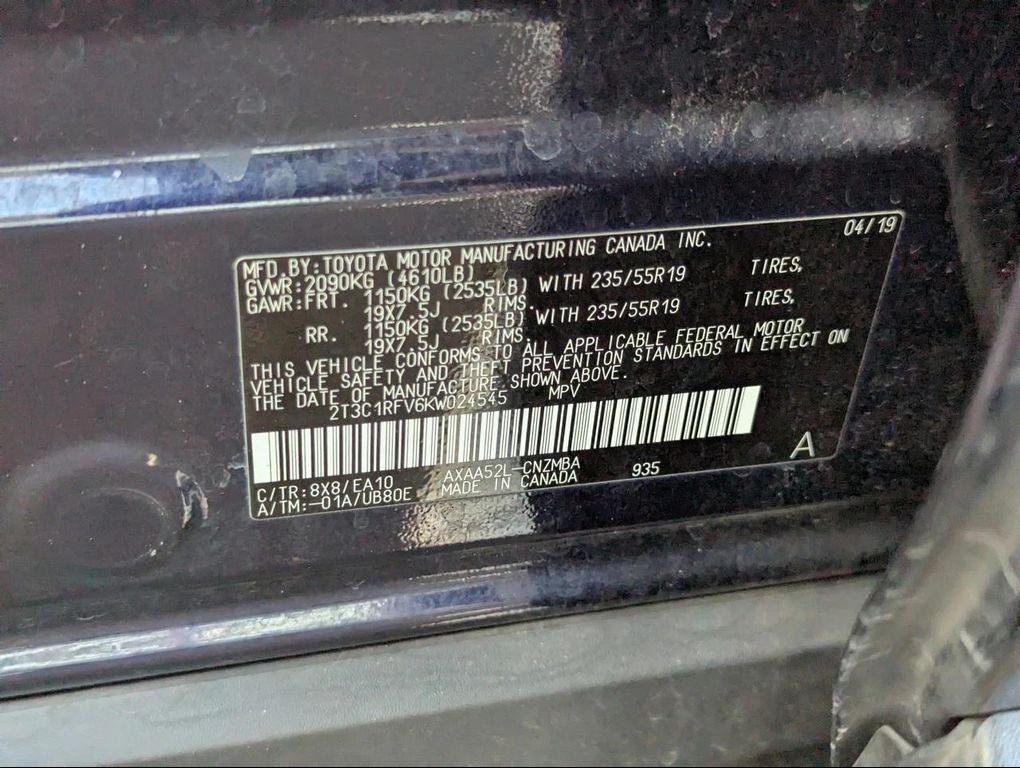 04/19
MFD.BY:TOYOTA MOTOR MANUFACTURING CANADA INC.
GVWR:2090KG (4610LB)
GAWR:FRT. 1150KG (2535LB) WITH 235/55R19 TIRES,
19X7.5J RIMS.
RR. 1150KG (2535LB) WITH 235/55R19 TIRES,
19X7.5J RIMS.
THIS VEHICLE CONFORMS TO ALL APPLICABLE FEDERAL MOTOR
VEHICLE SAFETY AND THEFT PREVENTION STANDARDS IN EFFECT ON
THE DATE OF MANUFACTURE SHOWN ABOVE.
2T3C1RFV6KW024545 MPV
C/TR:8X8/EA10 AXAA52L-CNZMBA 935
A/TM:-01A/UB80E MADE IN CANADA
A